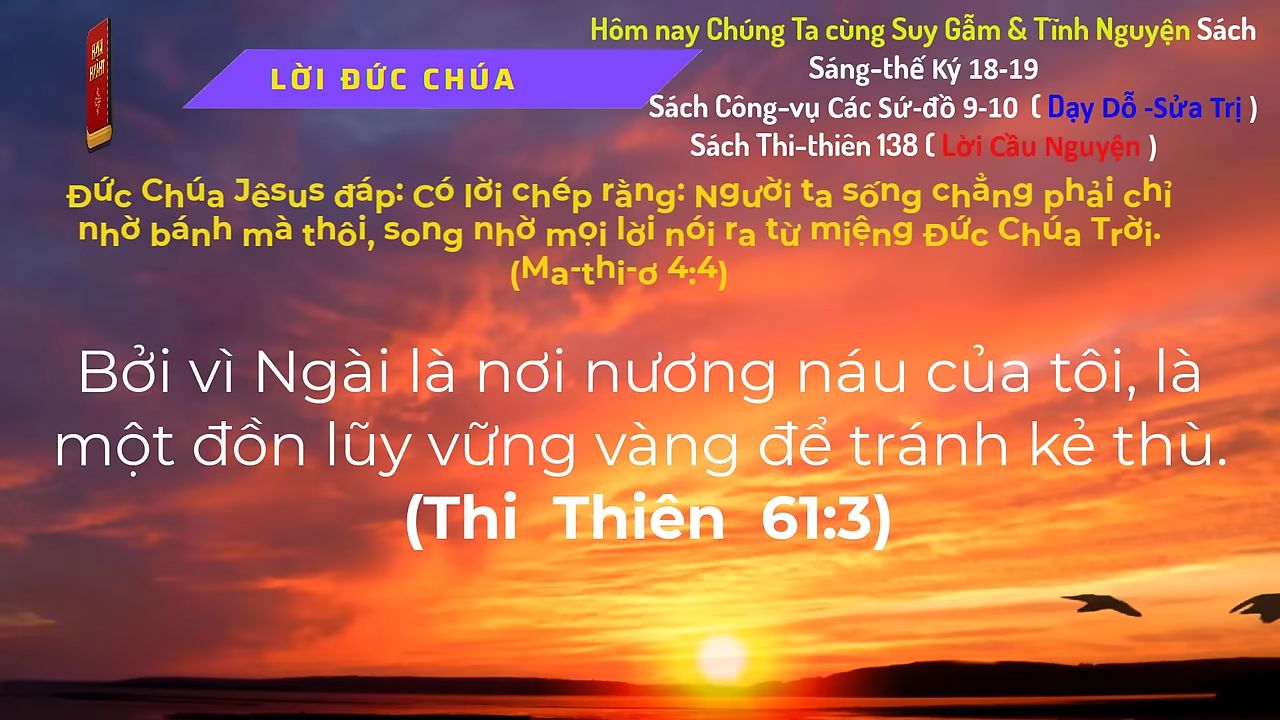 Hôm nay Chúng Ta cùng Suy Gẫm & Tĩnh Nguyện Sách
Sáng-thế Ký 18-19
LỜI ĐỨC CHÚA
Sách Công-vụ Các Sứ-đồ 9-10 ( Dạy Dỗ -Sửa Trị )
Sách Thi-thiên 138 ( Lời Cầu Nguyện )
Đức Chúa Jêsus đáp: Có lời chép rằng: Người ta sống chẳng phải chỉ
nhờ bánh mà thôi, song nhờ mọi lời nói ra từ miệng Đức Chúa Trời.
(Ma-thi-ơ 4:4)
Bởi vì Ngài là nơi nương náu của tôi, là
một đồn lũy vững vàng để tránh kẻ thù.
(Thi Thiên 61:3)